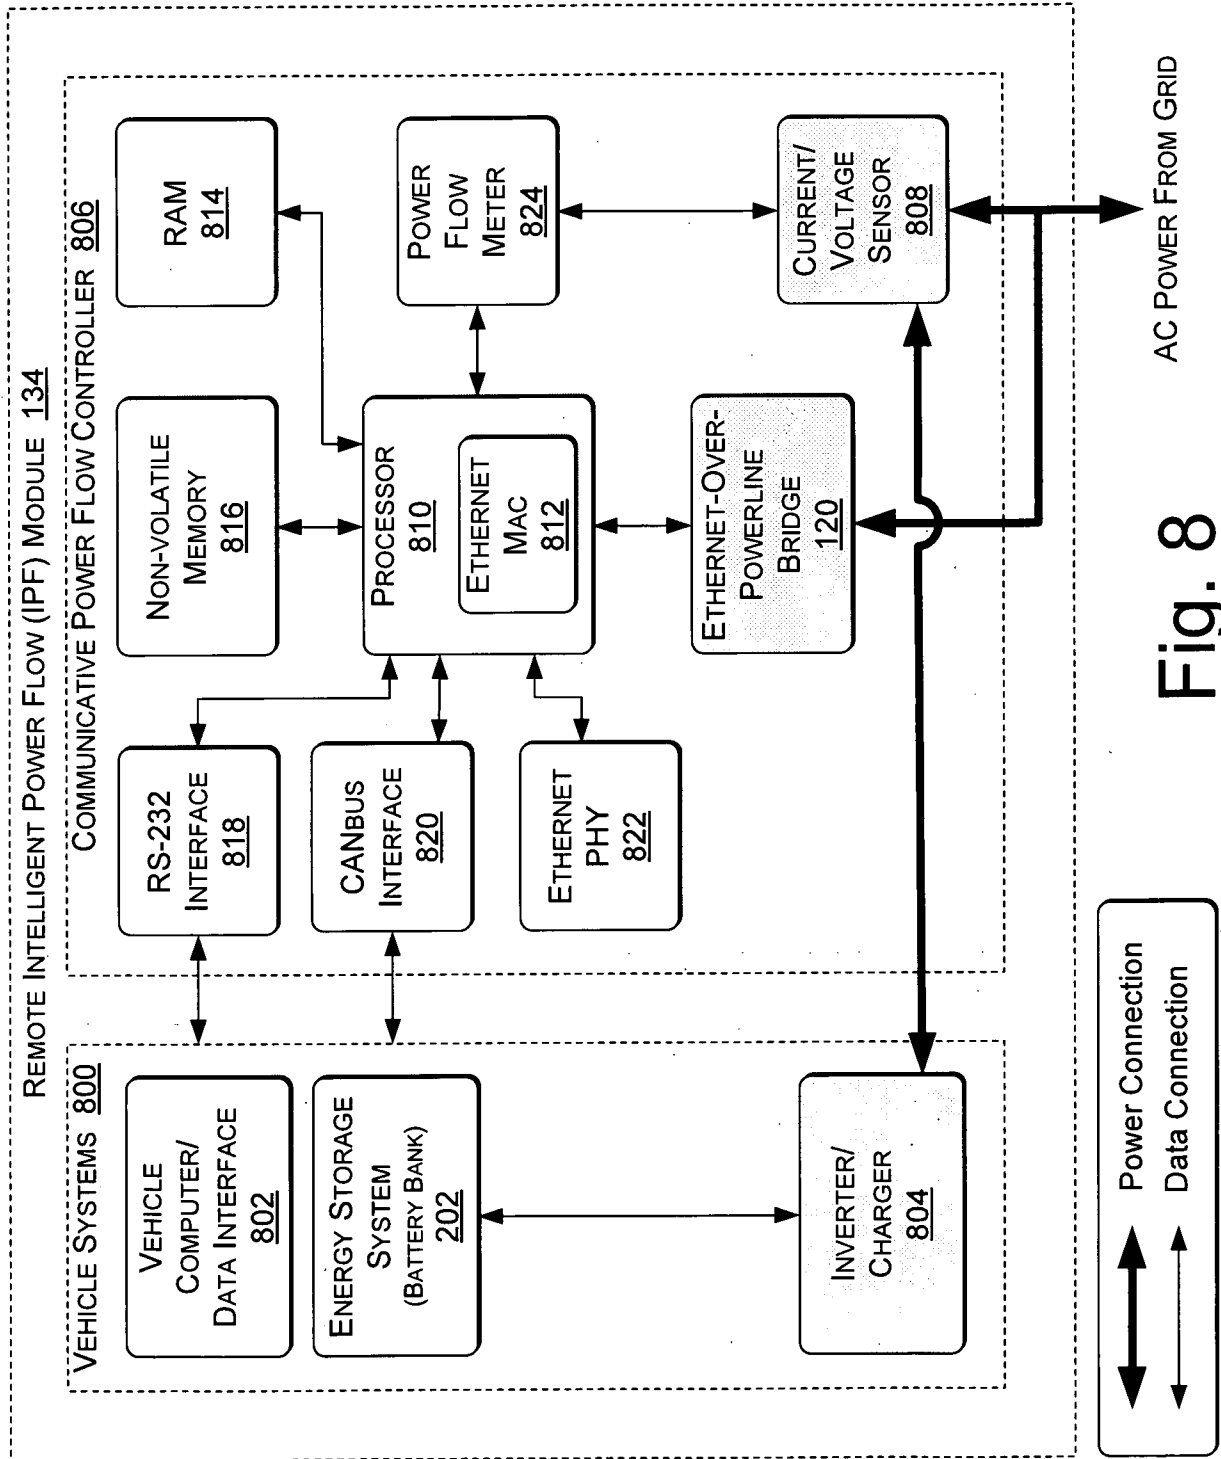 REMOTE INTELLIGENT POWER FLOW (IPF) MODULE 134
VEHICLE SYSTEMS 800
VEHICLE
COMPUTER/
DATA INTERFACE
802
ENERGY STORAGE
SYSTEM
(BATTERY BANK)
202
INVERTER/
CHARGER
804
COMMUNICATIVE POWER FLOW CONTROLLER 806
RS-232
INTERFACE
818
CANBUS
INTERFACE
820
ETHERNET
PHY
822
NON-VOLATILE
MEMORY
816
RAM
814
PROCESSOR
810
ETHERNET
MAC
812
POWER
FLOW
METER
824
ETHERNET-OVER-
POWERLINE
BRIDGE
120
CURRENT/
VOLTAGE
SENSOR
808
AC POWER FROM GRID
Power Connection
Data Connection
Fig. 8